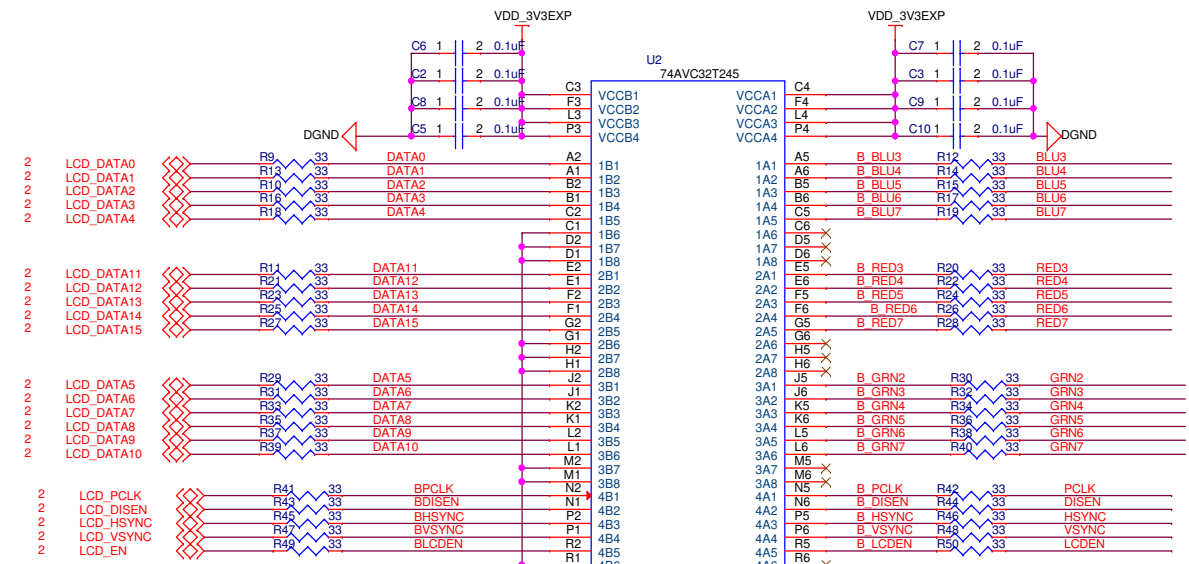 VDD_3V3EXP VDD_3V3EXP
C6 1 2 0.1uF C7 1 2 0.1uF
U2
74AVC32T245
C2 1 2 0.1uF C3 1 2 0.1uF
C3 VCCB1 VCCA1 C4
C8 1 2 0.1uF F3 VCCB2 VCCA2 F4 C9 1 2 0.1uF
L3 VCCB3 VCCA3 L4
DGND C5 1 2 0.1uF P3 VCCB4 VCCA4 P4 C10 1 2 0.1uF DGND
2 LCD_DATA0 R9 33 DATA0 A2 1B1 1A1 A5 B_BLU3 R12 33 BLU3
2 LCD_DATA1 R13 33 DATA1 A1 1B2 1A2 A6 B_BLU4 R14 33 BLU4
2 LCD_DATA2 R10 33 DATA2 B2 1B3 1A3 B5 B_BLU5 R15 33 BLU5
2 LCD_DATA3 R16 33 DATA3 B1 1B4 1A4 B6 B_BLU6 R17 33 BLU6
2 LCD_DATA4 R18 33 DATA4 C2 1B5 1A5 C5 B_BLU7 R19 33 BLU7
C1 1B6 1A6 C6
D2 1B7 1A7 D5
D1 1B8 1A8 D6
2 LCD_DATA11 R11 33 DATA11 E2 2B1 2A1 E5 B_RED3 R20 33 RED3
2 LCD_DATA12 R21 33 DATA12 E1 2B2 2A2 E6 B_RED4 R22 33 RED4
2 LCD_DATA13 R23 33 DATA13 F2 2B3 2A3 F5 B_RED5 R24 33 RED5
2 LCD_DATA14 R25 33 DATA14 F1 2B4 2A4 F6 B_RED6 R26 33 RED6
2 LCD_DATA15 R27 33 DATA15 G2 2B5 2A5 G5 B_RED7 R28 33 RED7
G1 2B6 2A6 G6
H2 2B7 2A7 H5
H1 2B8 2A8 H6
2 LCD_DATA5 R29 33 DATA5 J2 3B1 3A1 J5 B_GRN2 R30 33 GRN2
2 LCD_DATA6 R31 33 DATA6 J1 3B2 3A2 J6 B_GRN3 R32 33 GRN3
2 LCD_DATA7 R33 33 DATA7 K2 3B3 3A3 K5 B_GRN4 R34 33 GRN4
2 LCD_DATA8 R35 33 DATA8 K1 3B4 3A4 K6 B_GRN5 R36 33 GRN5
2 LCD_DATA9 R37 33 DATA9 L2 3B5 3A5 L5 B_GRN6 R38 33 GRN6
2 LCD_DATA10 R39 33 DATA10 L1 3B6 3A6 L6 B_GRN7 R40 33 GRN7
M2 3B7 3A7 M5
M1 3B8 3A8 M6
2 LCD_PCLK R41 33 BPCLK N2 4B1 4A1 N5 B_PCLK R42 33 PCLK
2 LCD_DISEN R43 33 BDISEN N1 4B2 4A2 N6 B_DISEN R44 33 DISEN
2 LCD_HSYNC R45 33 BHSYNC P2 4B3 4A3 P5 B_HSYNC R46 33 HSYNC
2 LCD_VSYNC R47 33 BVSYNC P1 4B4 4A4 P6 B_VSYNC R48 33 VSYNC
2 LCD_EN R49 33 BLCDEN R2 4B5 4A5 R5 B_LCDEN R50 33 LCDEN
R1 4B6 4A6 R6